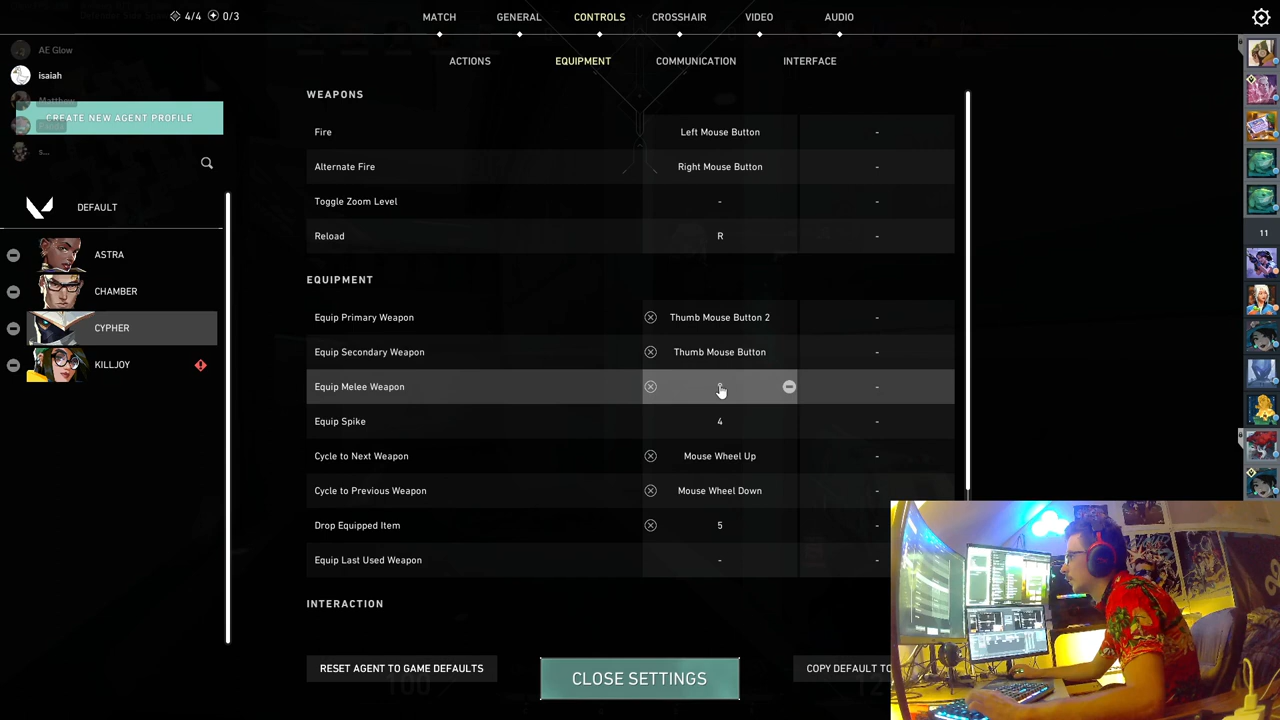 4/4 0/3
MATCH GENERAL CONTROLS CROSSHAIR VIDEO AUDIO
ACTIONS EQUIPMENT COMMUNICATION INTERFACE
AE Glow
isaiah
Matthew
CREATE NEW AGENT PROFILE
s...
DEFAULT
ASTRA
CHAMBER
CYPHER
KILLJOY
WEAPONS
Fire Left Mouse Button -
Alternate Fire Right Mouse Button -
Toggle Zoom Level - -
Reload R -
EQUIPMENT
Equip Primary Weapon Thumb Mouse Button 2 -
Equip Secondary Weapon Thumb Mouse Button -
Equip Melee Weapon -
Equip Spike 4 -
Cycle to Next Weapon Mouse Wheel Up -
Cycle to Previous Weapon Mouse Wheel Down -
Drop Equipped Item 5 -
Equip Last Used Weapon -
INTERACTION
RESET AGENT TO GAME DEFAULTS
CLOSE SETTINGS
COPY DEFAULT TO
11